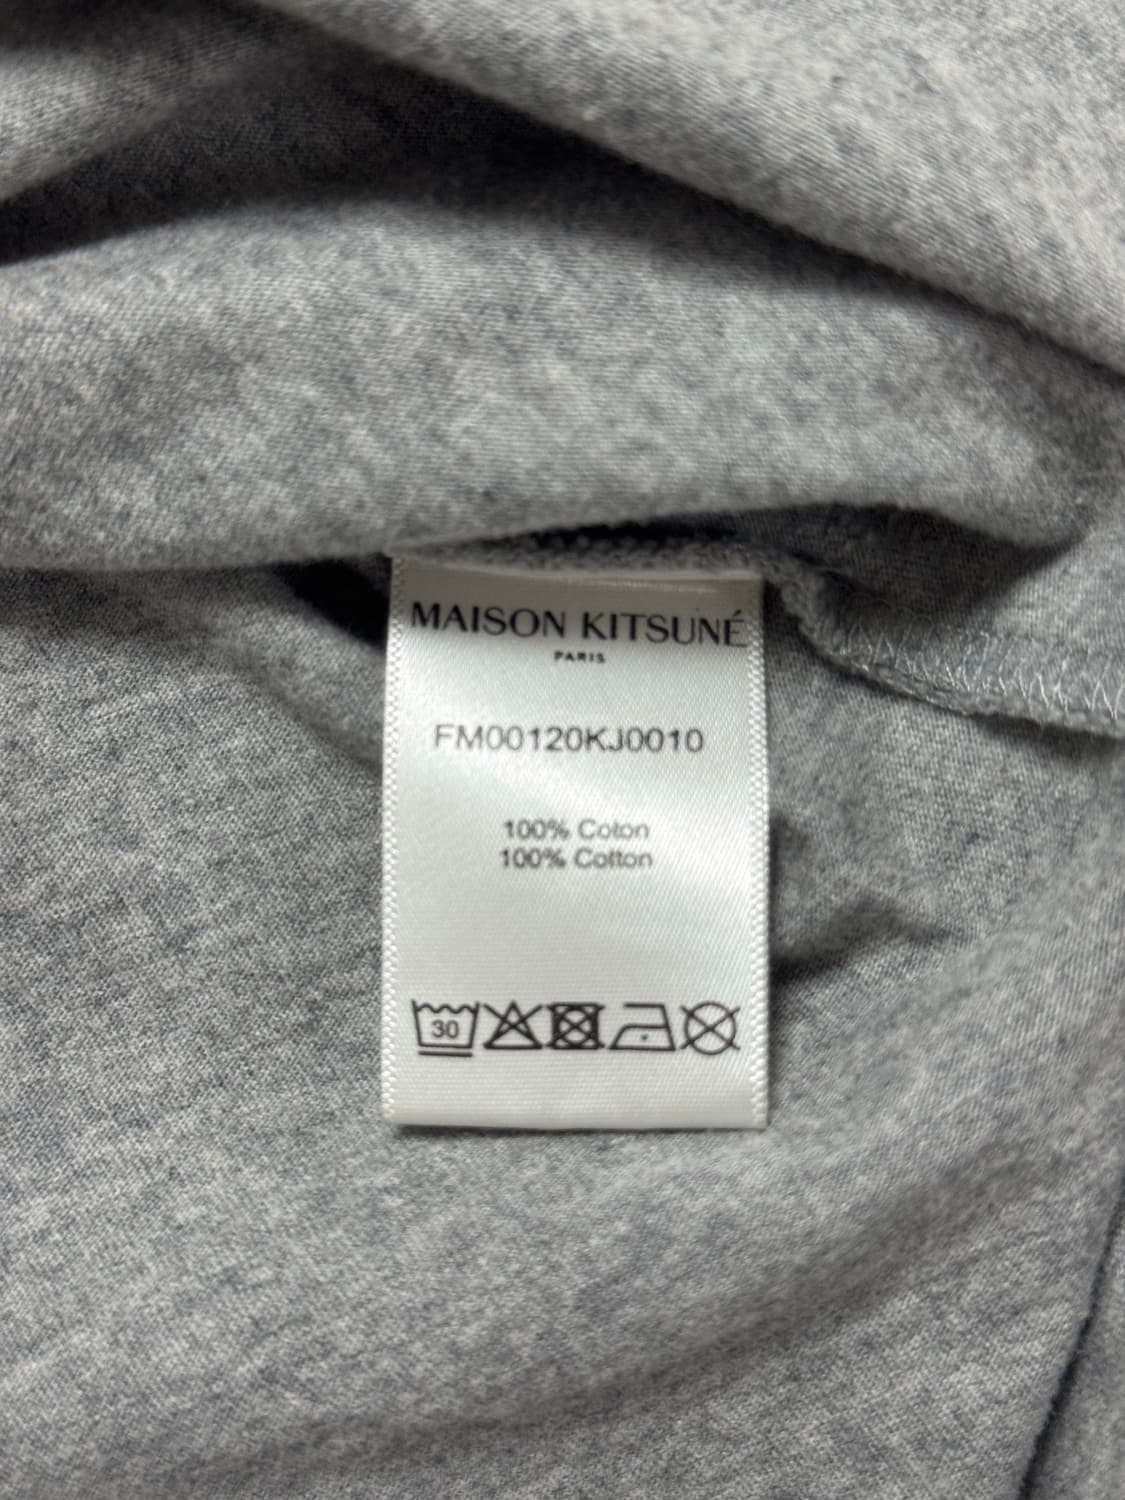 MAISON KITSUNÉ
PARIS
FM00120KJ0010
100% Coton
100% Cotton
30